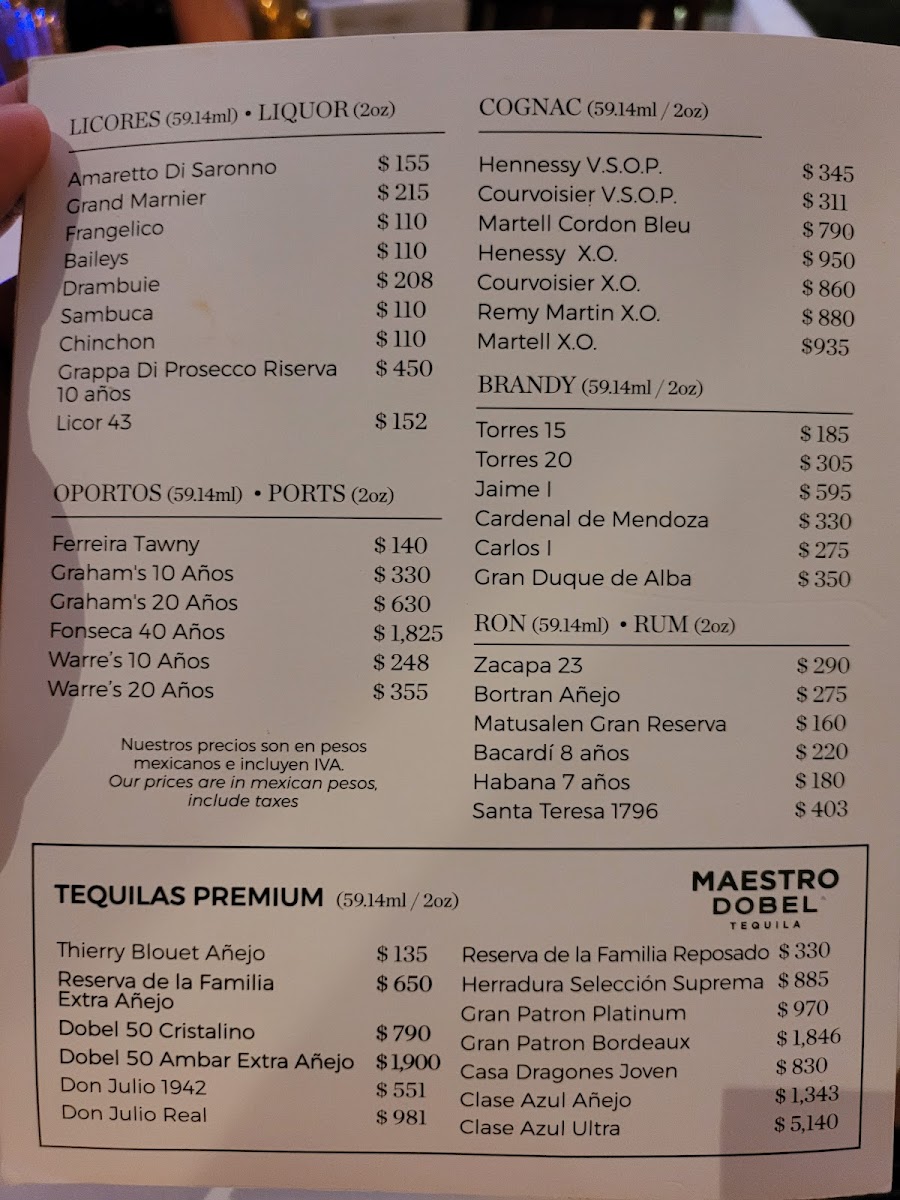 LICORES (59.14ml) • LIQUOR (2oz)
Amaretto Di Saronno $ 155
Grand Marnier $ 215
Frangelico $ 110
Baileys $ 110
Drambuie $ 208
Sambuca $ 110
Chinchon $ 110
Grappa Di Prosecco Riserva $ 450
10 años
Licor 43 $ 152
OPORTOS (59.14ml) • PORTS (2oz)
Ferreira Tawny $ 140
Graham's 10 Años $ 330
Graham's 20 Años $ 630
Fonseca 40 Años $ 1,825
Warre's 10 Años $ 248
Warre's 20 Años $ 355
Nuestros precios son en pesos
mexicanos e incluyen IVA.
Our prices are in mexican pesos,
include taxes
COGNAC (59.14ml / 2oz)
Hennessy V.S.O.P. $ 345
Courvoisier V.S.O.P. $ 311
Martell Cordon Bleu $ 790
Henessy X.O. $ 950
Courvoisier X.O. $ 860
Remy Martin X.O. $ 880
Martell X.O. $935
BRANDY (59.14ml / 2oz)
Torres 15 $ 185
Torres 20 $ 305
Jaime I $ 595
Cardenal de Mendoza $ 330
Carlos I $ 275
Gran Duque de Alba $ 350
RON (59.14ml) • RUM (2oz)
Zacapa 23 $ 290
Bortran Añejo $ 275
Matusalen Gran Reserva $ 160
Bacardí 8 años $ 220
Habana 7 años $ 180
Santa Teresa 1796 $ 403
TEQUILAS PREMIUM (59.14ml / 2oz)
MAESTRO
DOBEL
TEQUILA
Thierry Blouet Añejo $ 135
Reserva de la Familia $ 650
Extra Añejo
Dobel 50 Cristalino $ 790
Dobel 50 Ambar Extra Añejo $ 1,900
Don Julio 1942 $ 551
Don Julio Real $ 981
Reserva de la Familia Reposado $ 330
Herradura Selección Suprema $ 885
Gran Patron Platinum $ 970
Gran Patron Bordeaux $ 1,846
Casa Dragones Joven $ 830
Clase Azul Añejo $ 1,343
Clase Azul Ultra $ 5,140